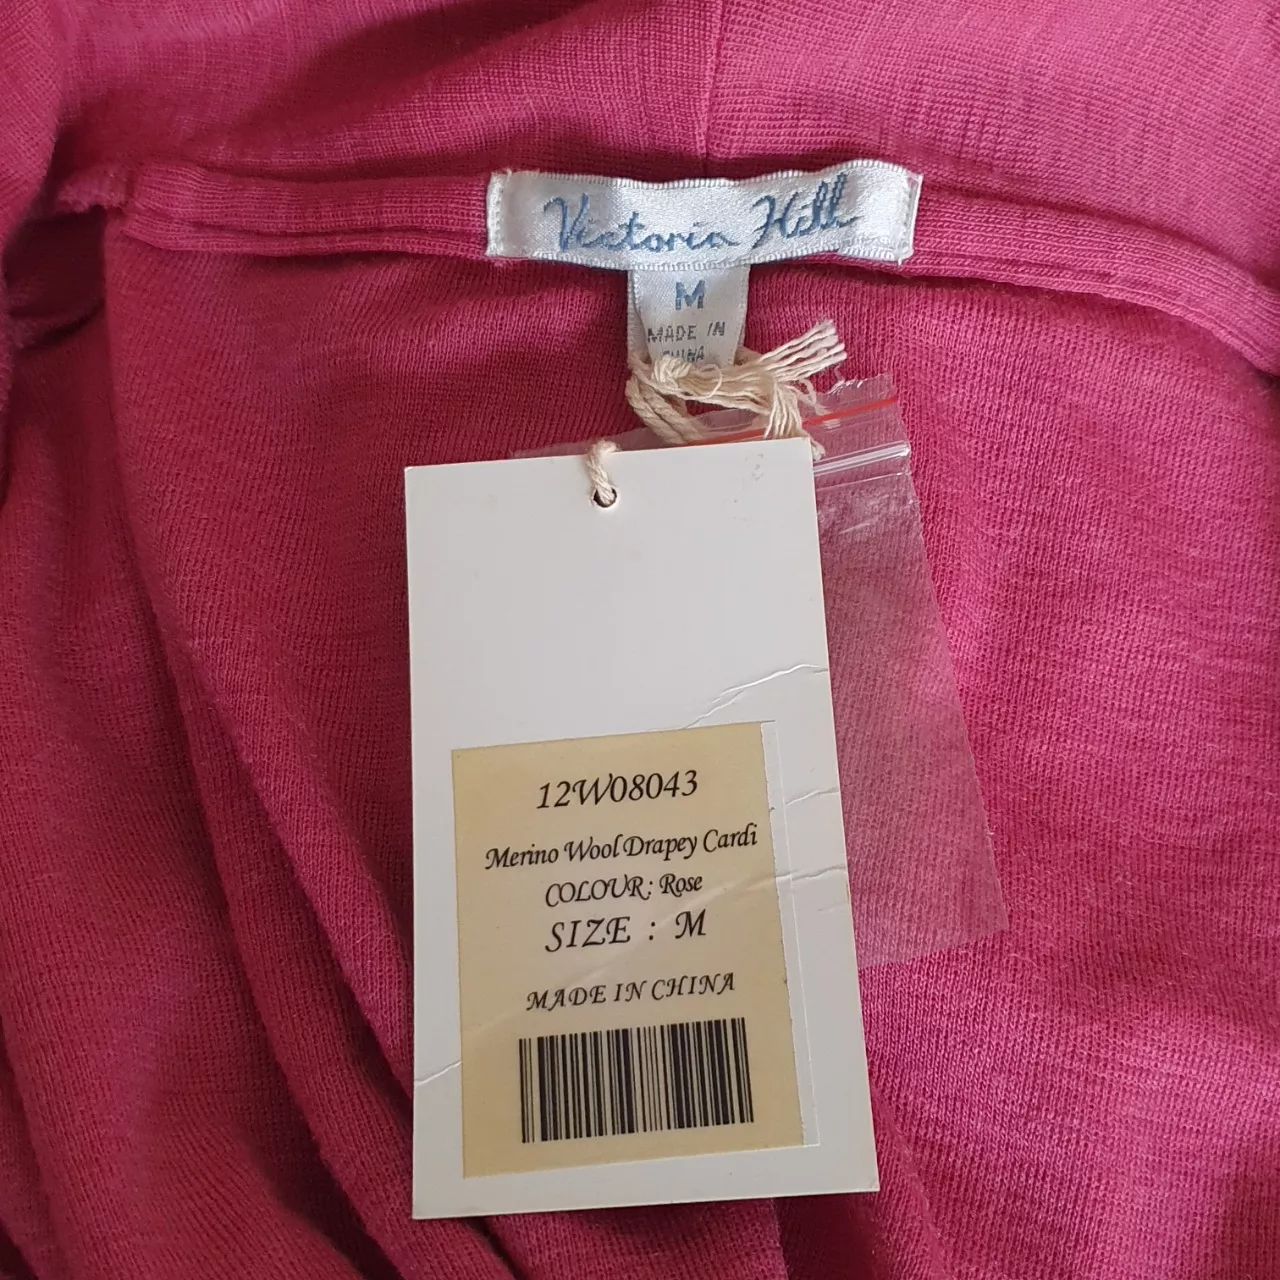 Victoria Hill
M
MADE IN
CHINA
12W08043
Merino Wool Drapey Cardi
COLOUR: Rose
SIZE : M
MADE IN CHINA